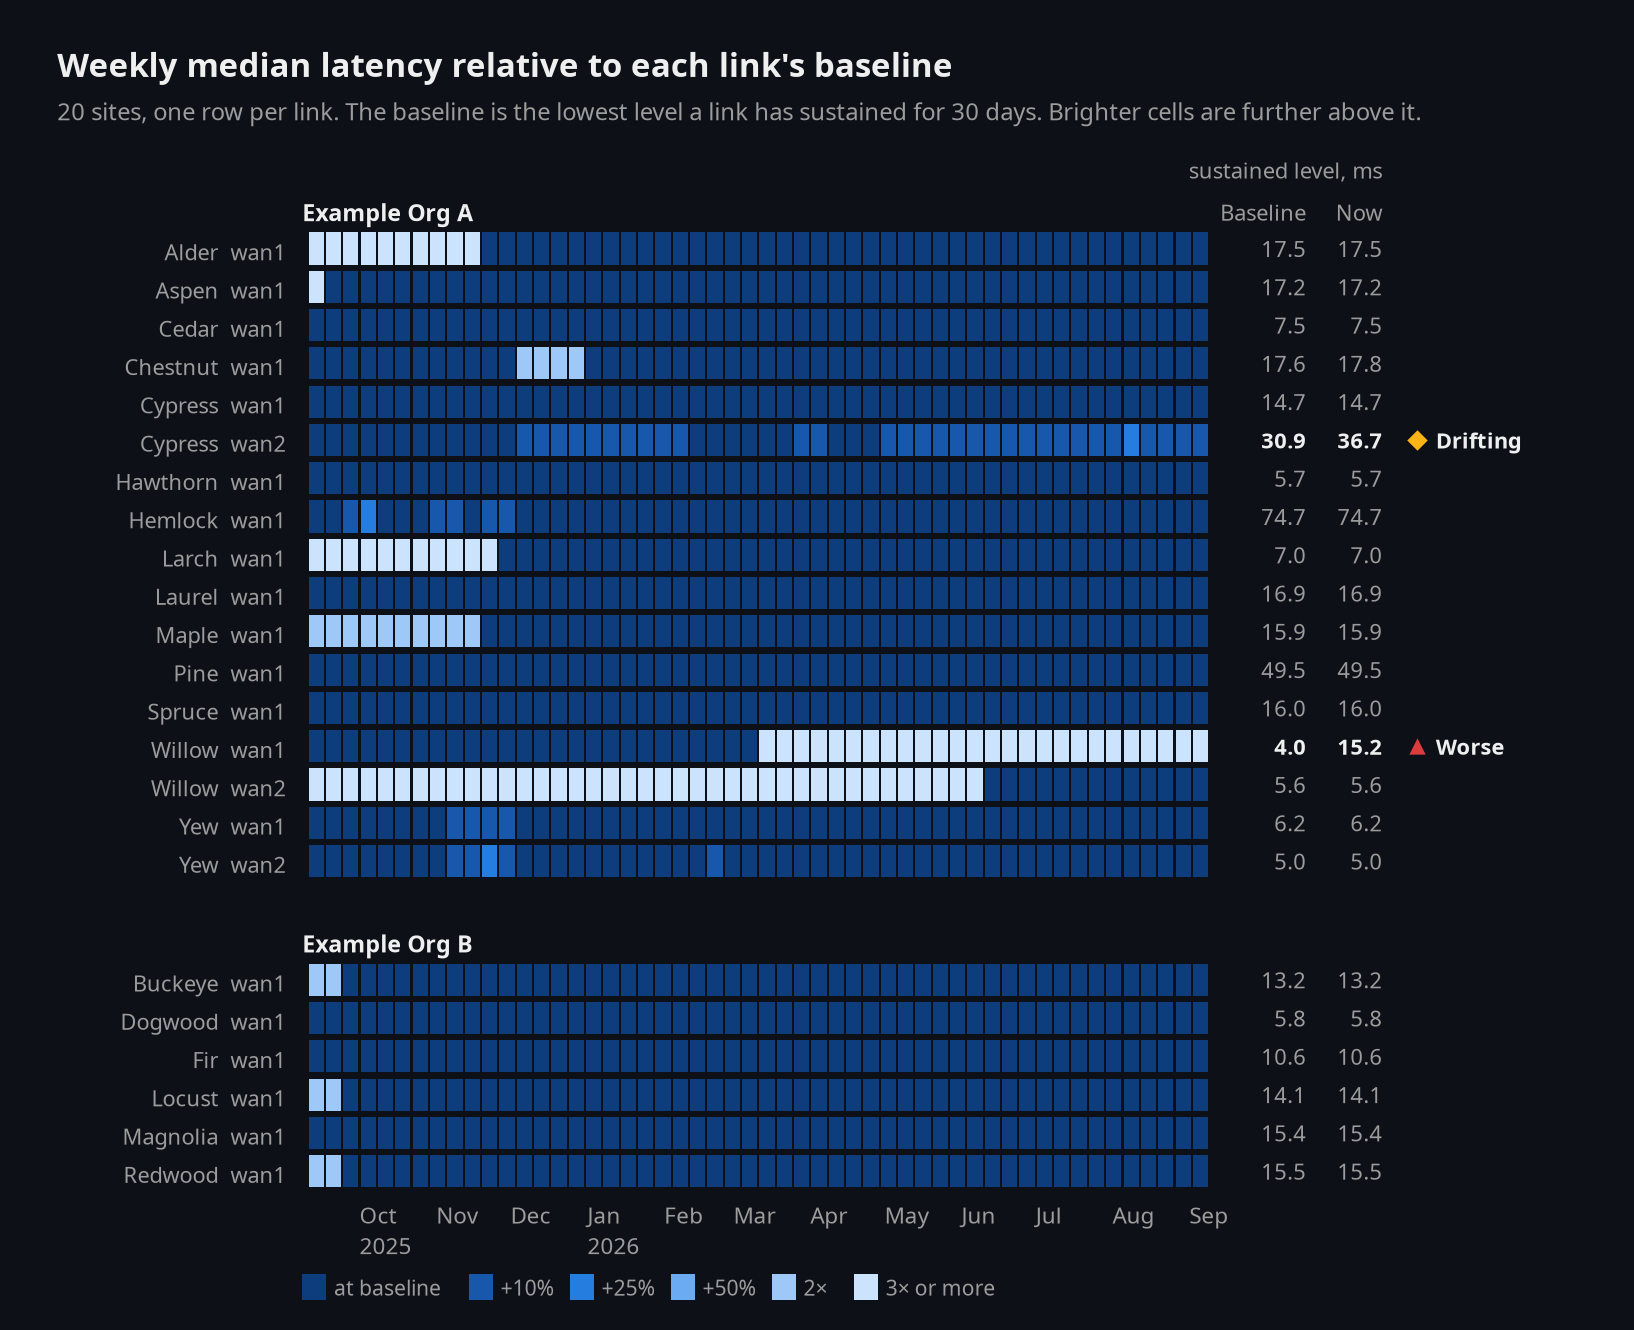 Weekly median latency relative to each link's baseline
20 sites, one row per link. The baseline is the lowest level a link has sustained for 30 days. Brighter cells are further above it.
sustained level, ms
Example Org A Baseline Now
Alder wan1 17.5 17.5
Aspen wan1 17.2 17.2
Cedar wan1 7.5 7.5
Chestnut wan1 17.6 17.8
Cypress wan1 14.7 14.7
Cypress wan2 30.9 36.7 Drifting
Hawthorn wan1 5.7 5.7
Hemlock wan1 74.7 74.7
Larch wan1 7.0 7.0
Laurel wan1 16.9 16.9
Maple wan1 15.9 15.9
Pine wan1 49.5 49.5
Spruce wan1 16.0 16.0
Willow wan1 4.0 15.2 Worse
Willow wan2 5.6 5.6
Yew wan1 6.2 6.2
Yew wan2 5.0 5.0
Example Org B
Buckeye wan1 13.2 13.2
Dogwood wan1 5.8 5.8
Fir wan1 10.6 10.6
Locust wan1 14.1 14.1
Magnolia wan1 15.4 15.4
Redwood wan1 15.5 15.5
Oct Nov Dec Jan Feb Mar Apr May Jun Jul Aug Sep
2025 2026
at baseline +10% +25% +50% 2× 3× or more